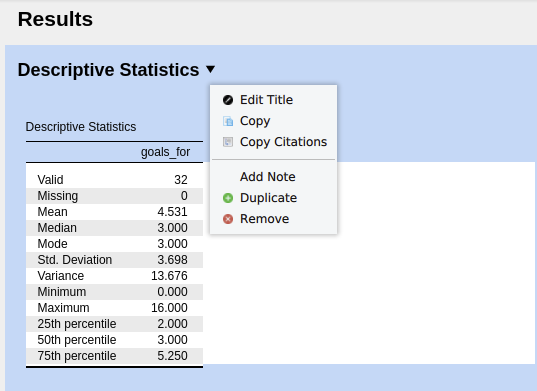 Results
Descriptive Statistics
Edit Title
Copy
Copy Citations
Add Note
Duplicate
Remove
Descriptive Statistics
goals_for
Valid 32
Missing 0
Mean 4.531
Median 3.000
Mode 3.000
Std. Deviation 3.698
Variance 13.676
Minimum 0.000
Maximum 16.000
25th percentile 2.000
50th percentile 3.000
75th percentile 5.250